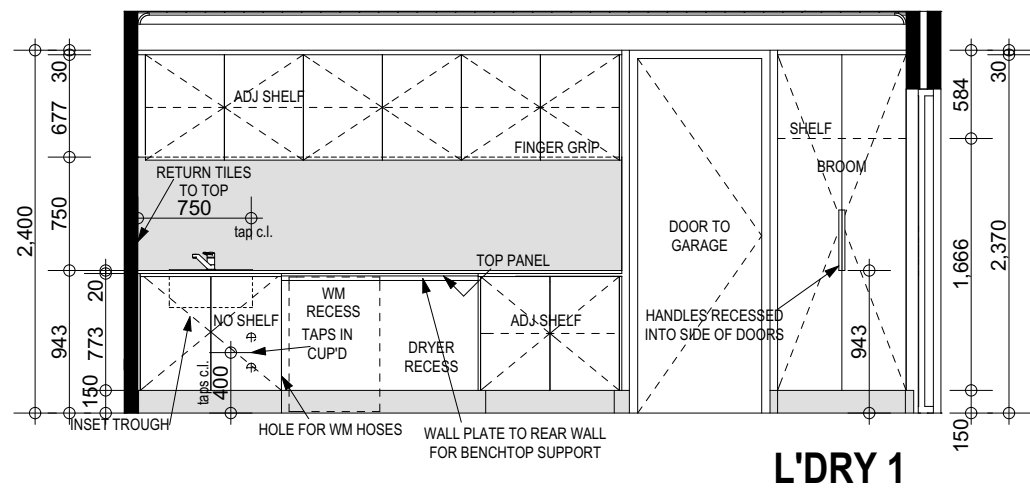 2,400
30
677
750
20
943
773
150
ADJ SHELF
FINGER GRIP
RETURN TILES
TO TOP
750
tap c.l.
TOP PANEL
WM
RECESS
NO SHELF
TAPS IN
CUP'D
DRYER
RECESS
ADJ SHELF
taps c.l.
400
INSET TROUGH
HOLE FOR WM HOSES
WALL PLATE TO REAR WALL
FOR BENCHTOP SUPPORT
DOOR TO
GARAGE
SHELF
BROOM
HANDLES RECESSED
INTO SIDE OF DOORS
943
584
30
1,666
2,370
150
L'DRY 1